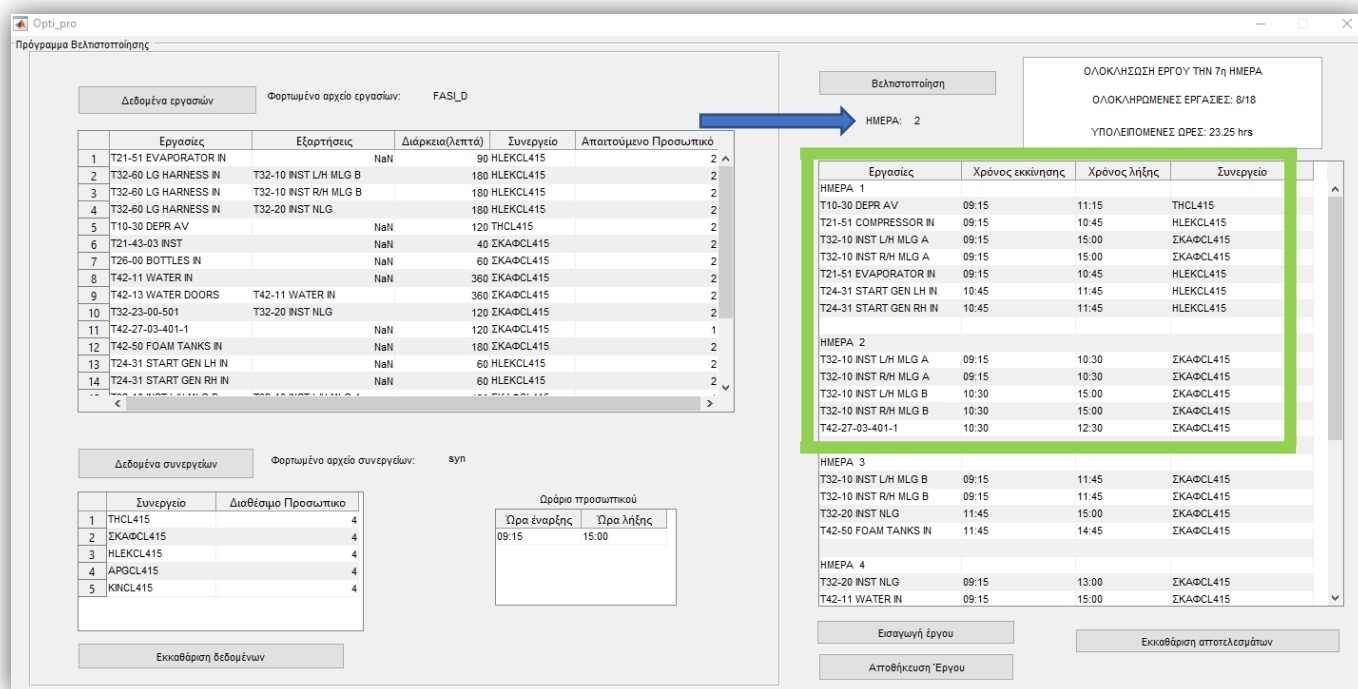 Opti_pro
Πρόγραμμα Βελτιστοποίησης
Δεδομένα εργασιών Φορτωμένο αρχείο εργασιών: FASI_D
Εργασίες Εξαρτήσεις Διάρκεια(λεπτά) Συνεργείο Απαιτούμενο Προσωπικό
1 T21-51 EVAPORATOR IN NaN 90 HLEKCL415 2
2 T32-60 LG HARNESS IN T32-10 INST L/H MLG B 180 HLEKCL415 2
3 T32-60 LG HARNESS IN T32-10 INST R/H MLG B 180 HLEKCL415 2
4 T32-60 LG HARNESS IN T32-20 INST NLG 180 HLEKCL415 2
5 T10-30 DEPR AV NaN 120 THCL415 2
6 T21-43-03 INST NaN 40 ΣΚΑΦCL415 2
7 T26-00 BOTTLES IN NaN 60 ΣΚΑΦCL415 2
8 T42-11 WATER IN NaN 360 ΣΚΑΦCL415 2
9 T42-13 WATER DOORS T42-11 WATER IN 360 ΣΚΑΦCL415 2
10 T32-23-00-501 T32-20 INST NLG 120 ΣΚΑΦCL415 2
11 T42-27-03-401-1 NaN 120 ΣΚΑΦCL415 1
12 T42-50 FOAM TANKS IN NaN 180 ΣΚΑΦCL415 2
13 T24-31 START GEN LH IN NaN 60 HLEKCL415 2
14 T24-31 START GEN RH IN NaN 60 HLEKCL415 2
Δεδομένα συνεργείων Φορτωμένο αρχείο συνεργείων: syn
Συνεργείο Διαθέσιμο Προσωπικο
1 THCL415 4
2 ΣΚΑΦCL415 4
3 HLEKCL415 4
4 APGCL415 4
5 KINCL415 4
Ωράριο προσωπικού
Ώρα έναρξης Ώρα λήξης
09:15 15:00
Εκκαθάριση δεδομένων
Βελτιστοποίηση
ΗΜΕΡΑ: 2
ΟΛΟΚΛΗΣΩΣΗ ΕΡΓΟΥ ΤΗΝ 7η ΗΜΕΡΑ
ΟΛΟΚΛΗΡΩΜΕΝΕΣ ΕΡΓΑΣΙΕΣ: 8/18
ΥΠΟΛΕΙΠΟΜΕΝΕΣ ΩΡΕΣ: 23.25 hrs
Εργασίες Χρόνος εκκίνησης Χρόνος λήξης Συνεργείο
ΗΜΕΡΑ 1
T10-30 DEPR AV 09:15 11:15 THCL415
T21-51 COMPRESSOR IN 09:15 10:45 HLEKCL415
T32-10 INST L/H MLG A 09:15 15:00 ΣΚΑΦCL415
T32-10 INST R/H MLG A 09:15 15:00 ΣΚΑΦCL415
T21-51 EVAPORATOR IN 09:15 10:45 HLEKCL415
T24-31 START GEN LH IN 10:45 11:45 HLEKCL415
T24-31 START GEN RH IN 10:45 11:45 HLEKCL415
ΗΜΕΡΑ 2
T32-10 INST L/H MLG A 09:15 10:30 ΣΚΑΦCL415
T32-10 INST R/H MLG A 09:15 10:30 ΣΚΑΦCL415
T32-10 INST L/H MLG B 10:30 15:00 ΣΚΑΦCL415
T32-10 INST R/H MLG B 10:30 15:00 ΣΚΑΦCL415
T42-27-03-401-1 10:30 12:30 ΣΚΑΦCL415
ΗΜΕΡΑ 3
T32-10 INST L/H MLG B 09:15 11:45 ΣΚΑΦCL415
T32-10 INST R/H MLG B 09:15 11:45 ΣΚΑΦCL415
T32-20 INST NLG 11:45 15:00 ΣΚΑΦCL415
T42-50 FOAM TANKS IN 11:45 14:45 ΣΚΑΦCL415
ΗΜΕΡΑ 4
T32-20 INST NLG 09:15 13:00 ΣΚΑΦCL415
T42-11 WATER IN 09:15 15:00 ΣΚΑΦCL415
Εισαγωγή έργου
Εκκαθάριση αποτελεσμάτων
Αποθήκευση Έργου